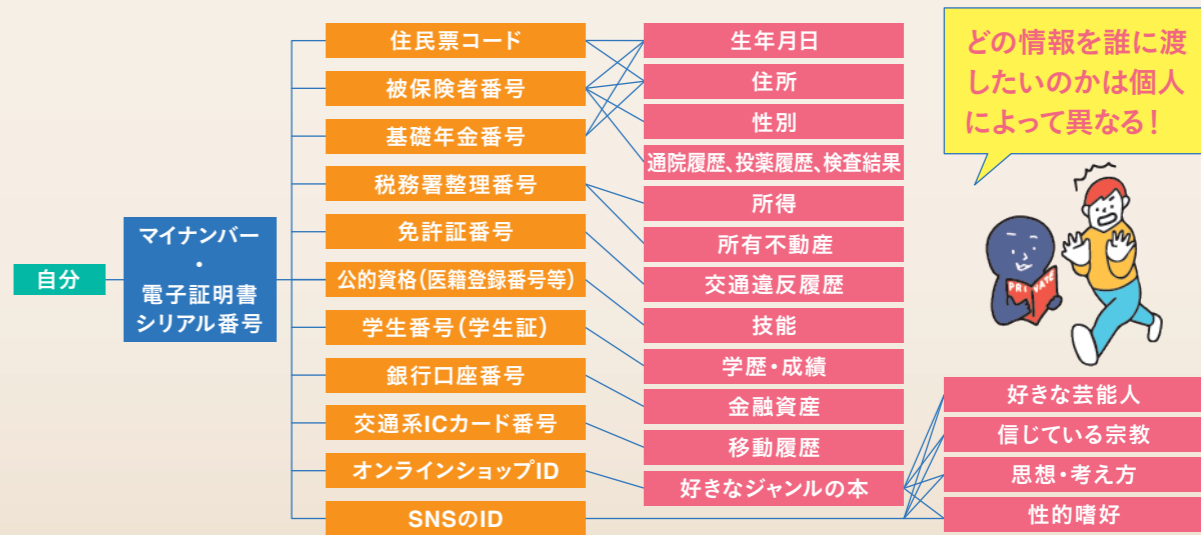 自分
マイナンバー
・
電子証明書
シリアル番号
住民票コード
被保険者番号
基礎年金番号
税務署整理番号
免許証番号
公的資格(医籍登録番号等)
学生番号(学生証)
銀行口座番号
交通系ICカード番号
オンラインショップID
SNSのID
生年月日
住所
性別
通院履歴、投薬履歴、検査結果
所得
所有不動産
交通違反履歴
技能
学歴・成績
金融資産
移動履歴
好きなジャンルの本
どの情報を誰に渡
したいのかは個人
によって異なる!
PRIVATE
好きな芸能人
信じている宗教
思想・考え方
性的嗜好